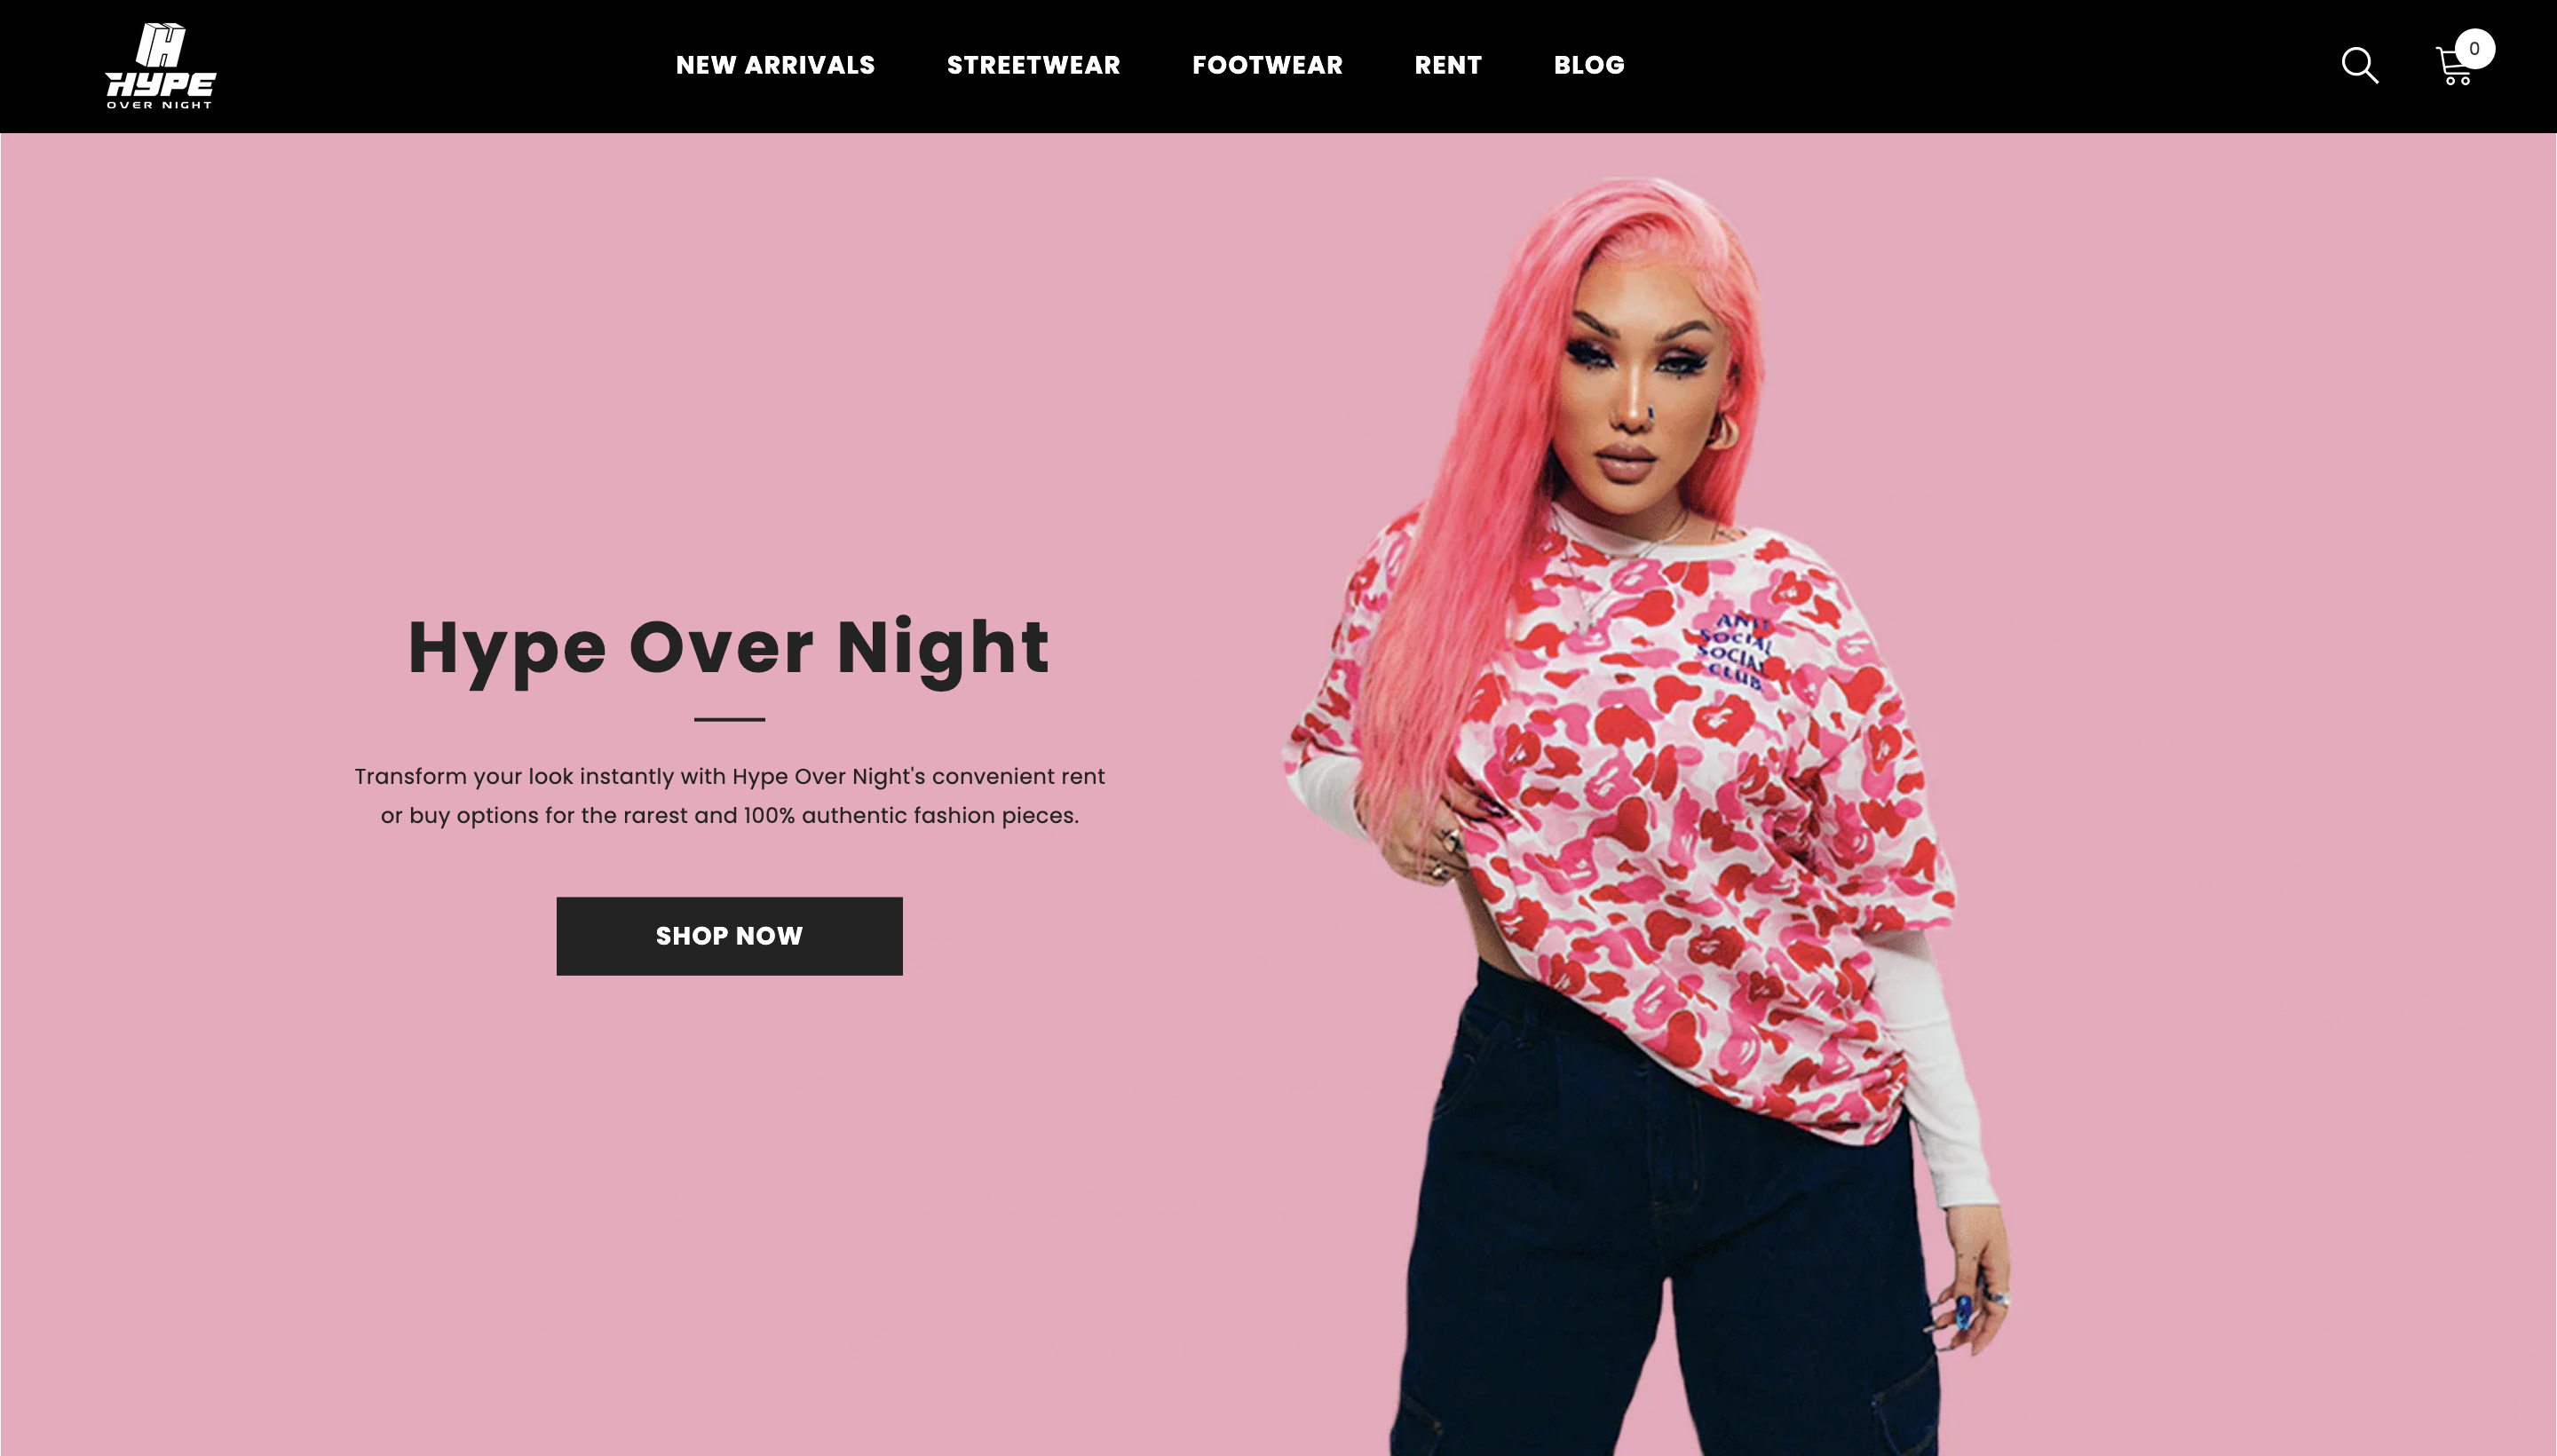 HYPE
OVER NIGHT
NEW ARRIVALS
STREETWEAR
FOOTWEAR
RENT
BLOG
0
Hype Over Night
Transform your look instantly with Hype Over Night's convenient rent
or buy options for the rarest and 100% authentic fashion pieces.
SHOP NOW
ANTI
SOCIAL
SOCIAL
CLUB